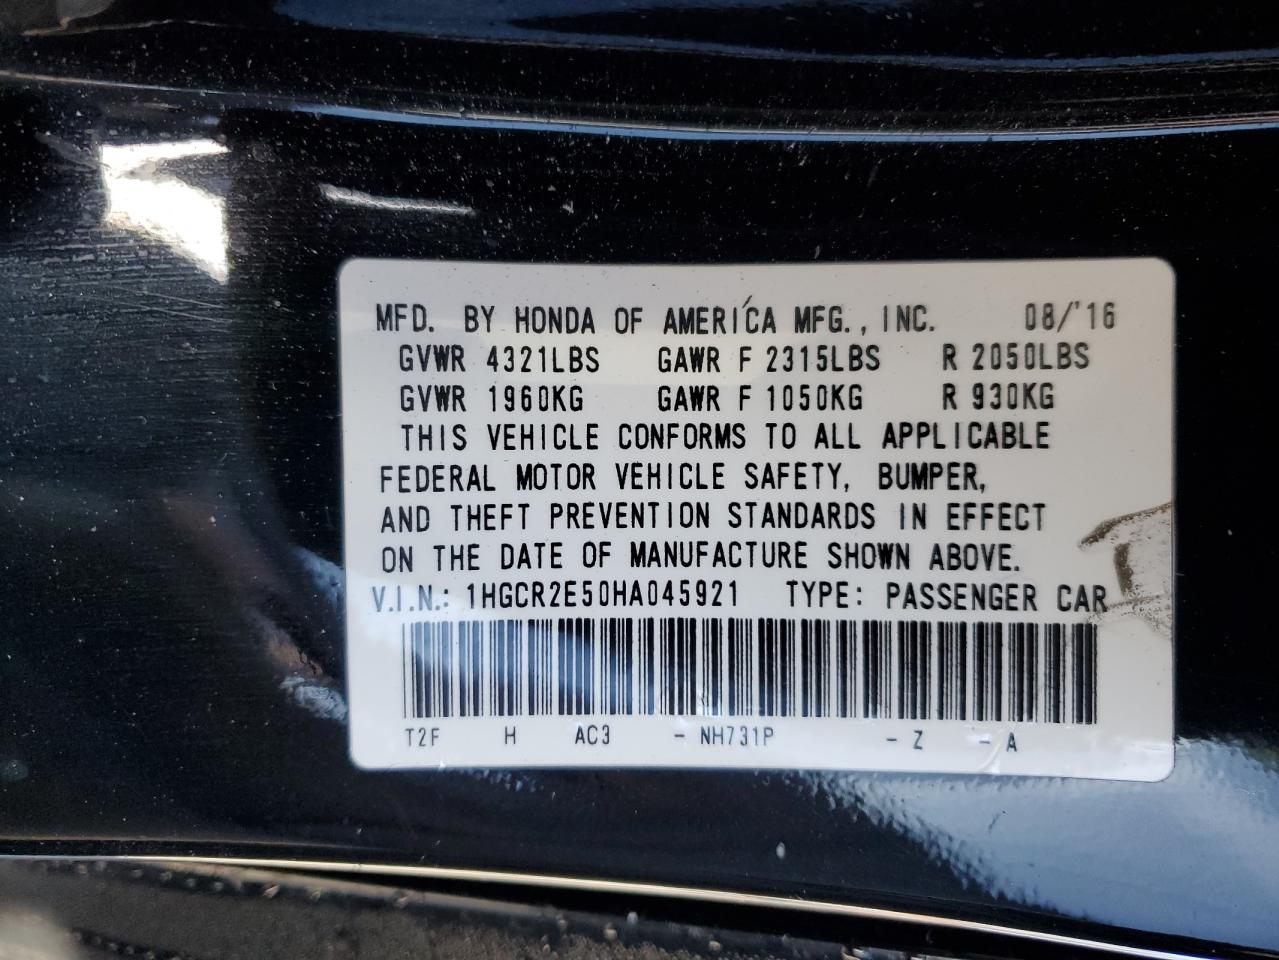 MFD. BY HONDA OF AMERICA MFG., INC. 08/'16
GVWR 4321LBS GAWR F 2315LBS R 2050LBS
GVWR 1960KG GAWR F 1050KG R 930KG
THIS VEHICLE CONFORMS TO ALL APPLICABLE
FEDERAL MOTOR VEHICLE SAFETY, BUMPER,
AND THEFT PREVENTION STANDARDS IN EFFECT
ON THE DATE OF MANUFACTURE SHOWN ABOVE.
V.I.N.: 1HGCR2E50HA045921 TYPE: PASSENGER CAR
T2F H AC3 - NH731P - Z - A